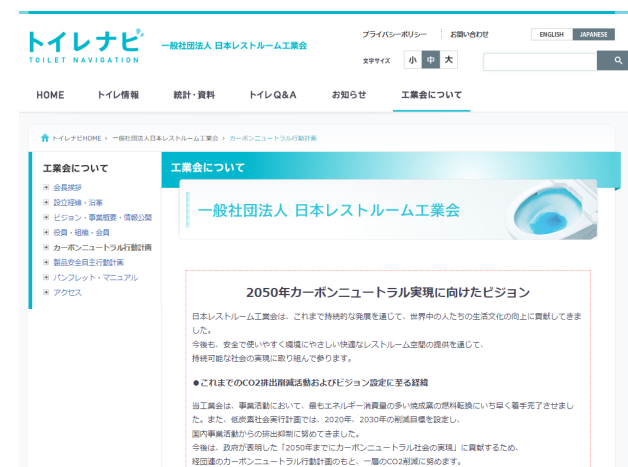 プライバシーポリシー
お問い合わせ
ENGLISH
JAPANESE
トイレナビ
TOILET NAVIGATION
一般社団法人 日本レストルーム工業会
文字サイズ
小
中
大
HOME
トイレ情報
統計・資料
トイレQ&A
お知らせ
工業会について
トイレナビHOME › 一般社団法人日本レストルーム工業会 › カーボンニュートラル行動計画
工業会について
会長挨拶
設立経緯・沿革
ビジョン・事業概要・情報公開
役員・組織・会員
カーボンニュートラル行動計画
製品安全自主行動計画
パンフレット・マニュアル
アクセス
工業会について
一般社団法人 日本レストルーム工業会
2050年カーボンニュートラル実現に向けたビジョン
日本レストルーム工業会は、これまで持続的な発展を通じて、世界中の人たちの生活文化の向上に貢献してきま
した。
今後も、安全で使いやすく環境にやさしい快適なレストルーム空間の提供を通じて、
持続可能な社会の実現に取り組んで参ります。
●これまでのCO2排出削減活動およびビジョン設定に至る経緯
当工業会は、事業活動において、最もエネルギー消費量の多い焼成窯の燃料転換にいち早く着手完了させまし
た。また、低炭素社会実行計画では、2020年、2030年の削減目標を設定し、
国内事業活動からの排出抑制に努めてきました。
今後は、政府が表明した「2050年までにカーボンニュートラル社会の実現」に貢献するため、
経団連のカーボンニュートラル行動計画のもと、一層のCO2削減に努めます。